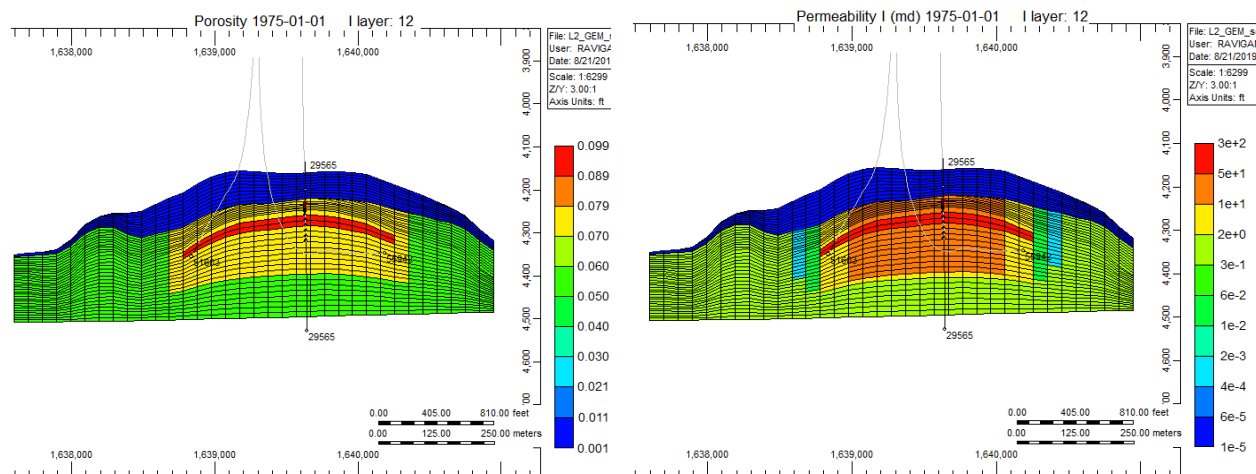 Porosity 1975-01-01 I layer: 12
1,638,000 1,639,000 1,640,000
File: L2_GEM_s
User: RAVIGA
Date: 8/21/201
Scale: 1:6299
Z/Y: 3.00:1
Axis Units: ft
3,900
4,000
4,100
4,200
4,300
4,400
4,500
4,600
29565
29565
0.099
0.089
0.079
0.070
0.060
0.050
0.040
0.030
0.021
0.011
0.001
0.00 405.00 810.00 feet
0.00 125.00 250.00 meters
1,638,000 1,639,000 1,640,000
Permeability I (md) 1975-01-01 I layer: 12
1,638,000 1,639,000 1,640,000
File: L2_GEM_s
User: RAVIGA
Date: 8/21/2019
Scale: 1:6299
Z/Y: 3.00:1
Axis Units: ft
3,900
4,000
4,100
4,200
4,300
4,400
4,500
4,600
29565
29565
3e+2
5e+1
1e+1
2e+0
3e-1
6e-2
1e-2
2e-3
4e-4
6e-5
1e-5
0.00 405.00 810.00 feet
0.00 125.00 250.00 meters
1,638,000 1,639,000 1,640,000